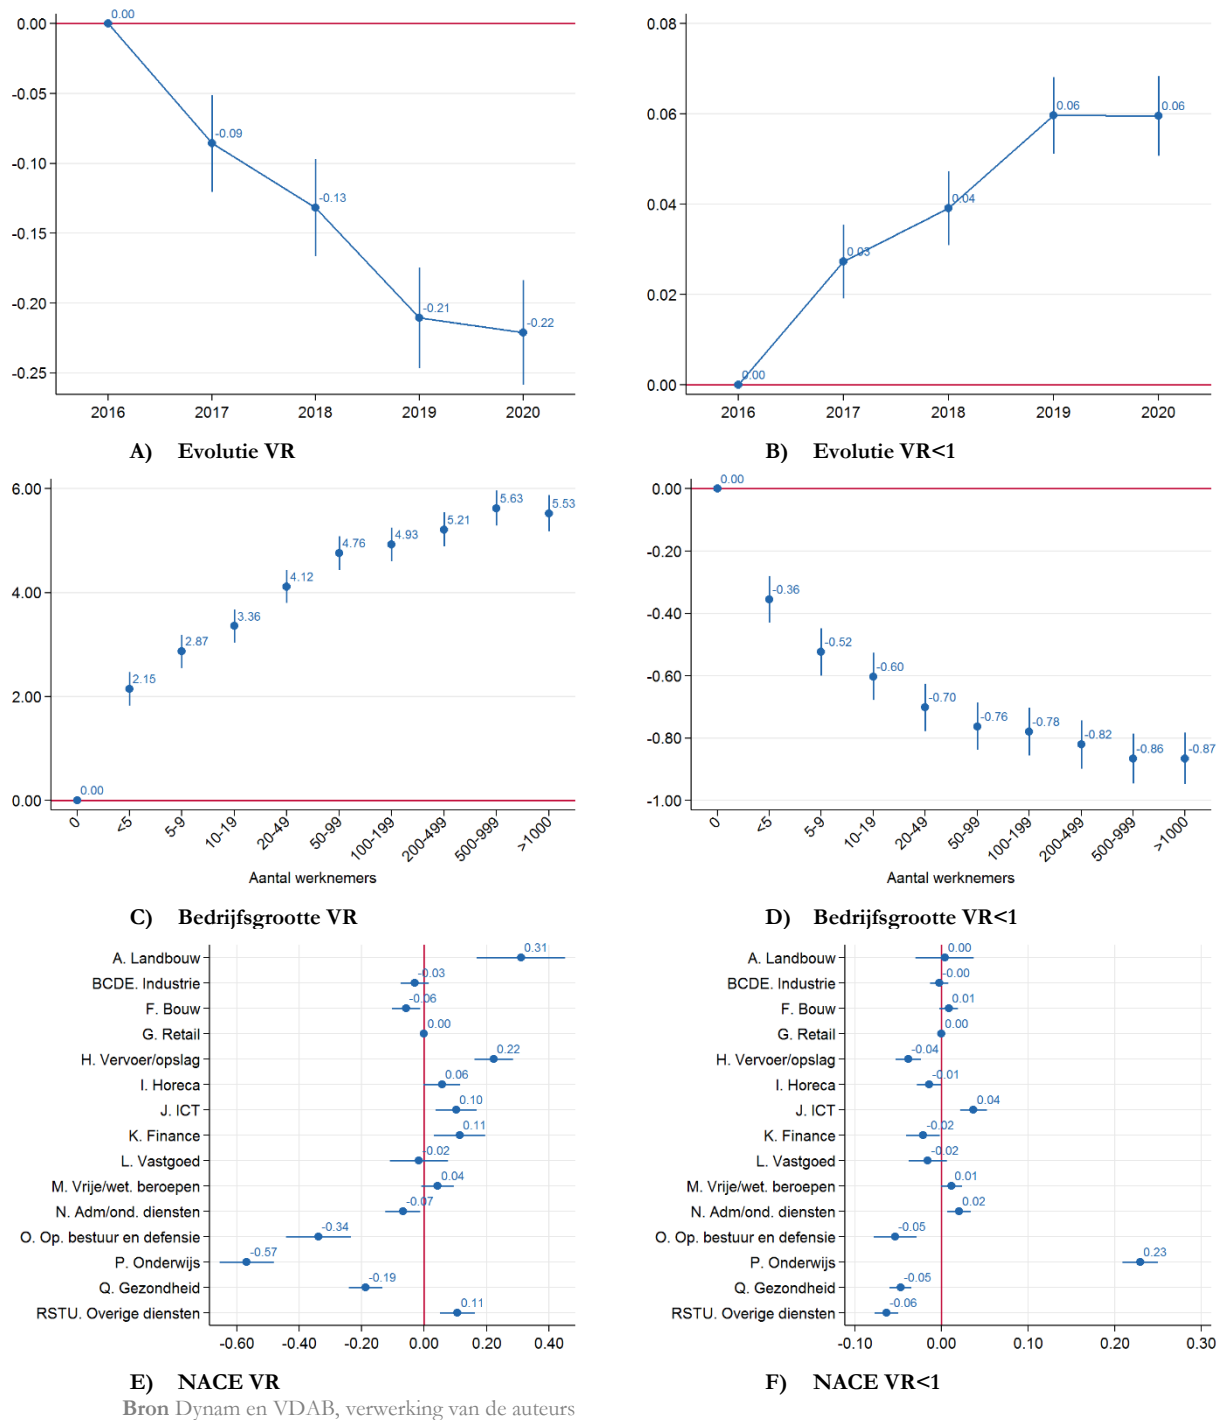 0.00
-0.05
-0.10
-0.15
-0.20
-0.25
0.00
-0.09
-0.13
-0.21
-0.22
2016 2017 2018 2019 2020
A) Evolutie VR
0.08
0.06
0.04
0.02
0.00
0.00
0.03
0.04
0.06
0.06
2016 2017 2018 2019 2020
B) Evolutie VR<1
6.00
4.00
2.00
0.00
0.00
2.15
2.87
3.36
4.12
4.76
4.93
5.21
5.63
5.53
0 <5 5-9 10-19 20-49 50-99 100-199 200-499 500-999 >1000
Aantal werknemers
C) Bedrijfsgrootte VR
0.00
-0.20
-0.40
-0.60
-0.80
-1.00
0.00
-0.36
-0.52
-0.60
-0.70
-0.76
-0.78
-0.82
-0.86
-0.87
0 <5 5-9 10-19 20-49 50-99 100-199 200-499 500-999 >1000
Aantal werknemers
D) Bedrijfsgrootte VR<1
A. Landbouw 0.31
BCDE. Industrie -0.03
F. Bouw -0.06
G. Retail 0.00
H. Vervoer/opslag 0.22
I. Horeca 0.06
J. ICT 0.10
K. Finance 0.11
L. Vastgoed -0.02
M. Vrije/wet. beroepen 0.04
N. Adm/ond. diensten -0.07
O. Op. bestuur en defensie -0.34
P. Onderwijs -0.57
Q. Gezondheid -0.19
RSTU. Overige diensten 0.11
-0.60 -0.40 -0.20 0.00 0.20 0.40
E) NACE VR
A. Landbouw 0.00
BCDE. Industrie -0.00
F. Bouw 0.01
G. Retail 0.00
H. Vervoer/opslag -0.04
I. Horeca -0.01
J. ICT 0.04
K. Finance -0.02
L. Vastgoed -0.02
M. Vrije/wet. beroepen 0.01
N. Adm/ond. diensten 0.02
O. Op. bestuur en defensie -0.05
P. Onderwijs 0.23
Q. Gezondheid -0.05
RSTU. Overige diensten -0.06
-0.10 0.00 0.10 0.20 0.30
F) NACE VR<1
Bron Dynam en VDAB, verwerking van de auteurs